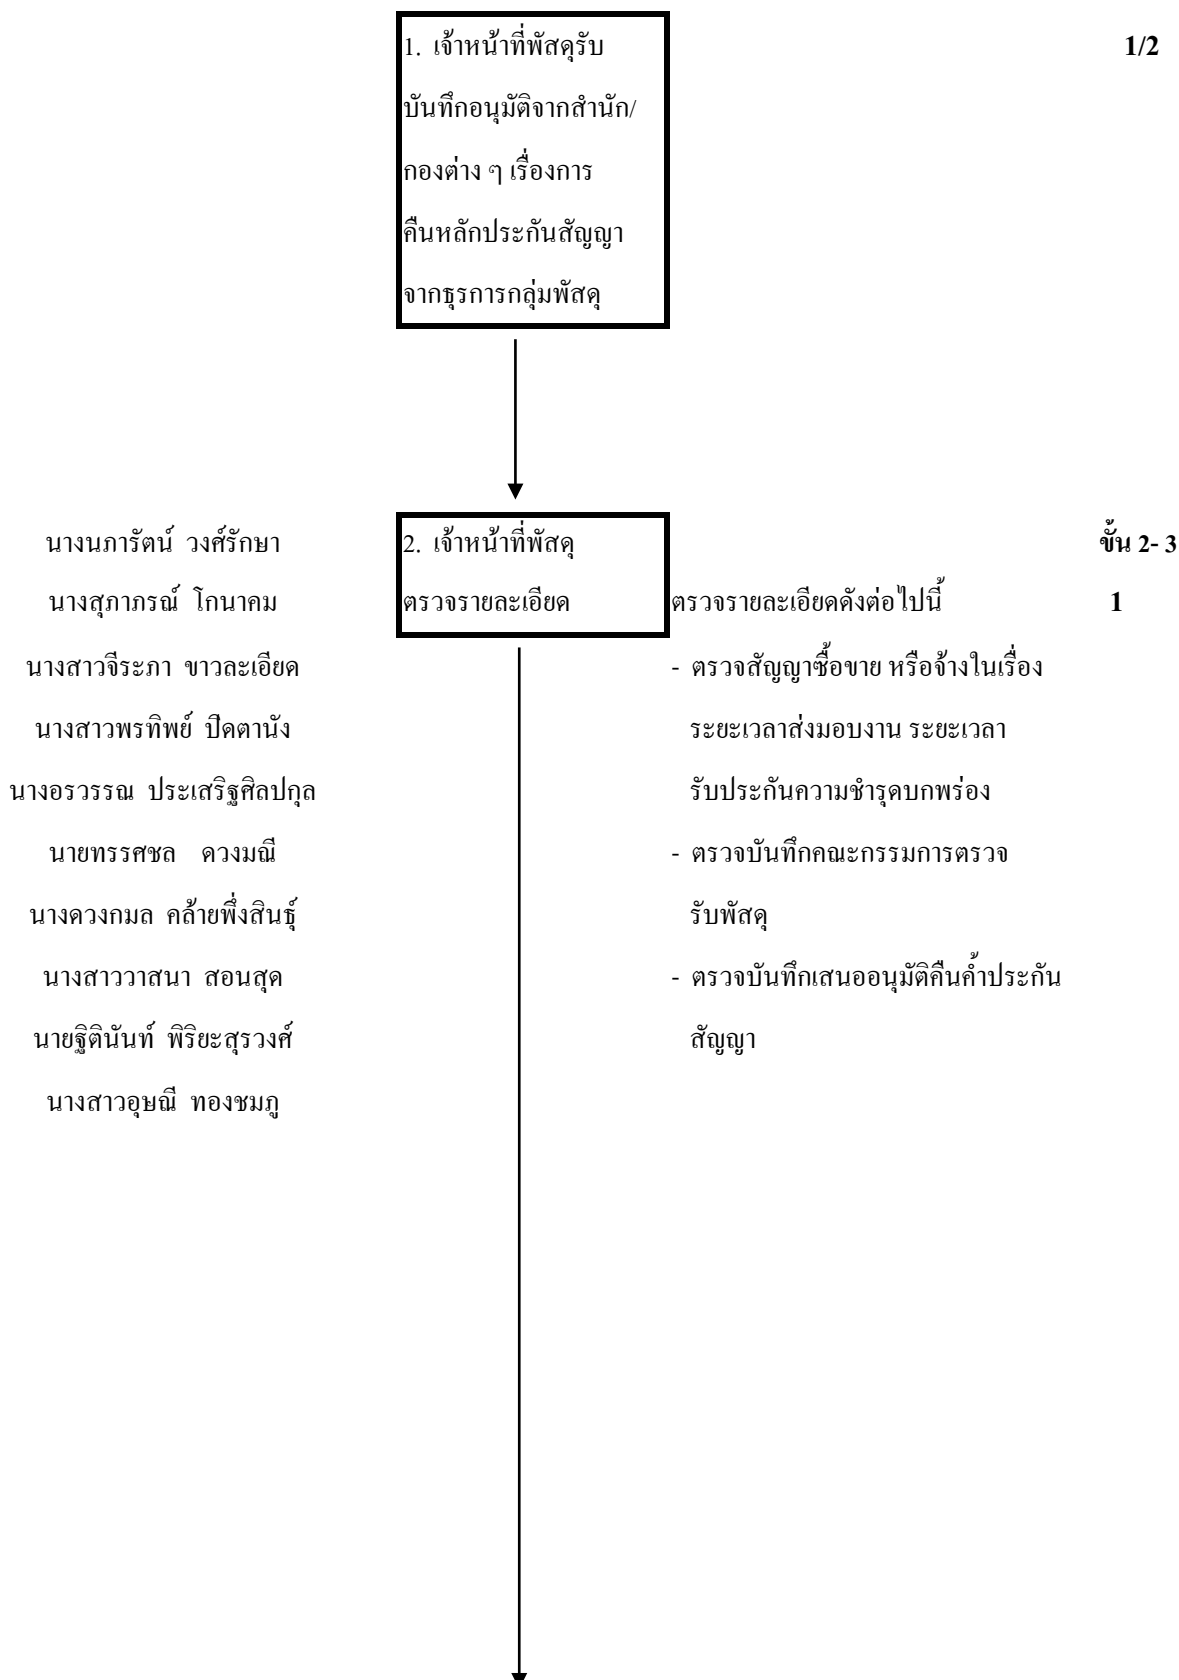 1. เจ้าหน้าที่พัสดุรับ 1/2
บันทึกอนุมัติจากสำนัก/
กองต่าง ๆ เรื่องการ
คืนหลักประกันสัญญา
จากธุรการกลุ่มพัสดุ
นางนภารัตน์ วงศ์รักษา 2. เจ้าหน้าที่พัสดุ ขั้น 2- 3
นางสุภาภรณ์ โกนาคม ตรวจรายละเอียด ตรวจรายละเอียดดังต่อไปนี้ 1
นางสาวจีระภา ขาวละเอียด - ตรวจสัญญาซื้อขาย หรือจ้างในเรื่อง
นางสาวพรทิพย์ ปิดตานัง ระยะเวลาส่งมอบงาน ระยะเวลา
นางอรวรรณ ประเสริฐศิลปกุล รับประกันความชำรุดบกพร่อง
นายทรรศชล ดวงมณี - ตรวจบันทึกคณะกรรมการตรวจ
นางดวงกมล คล้ายพึ่งสินธุ์ รับพัสดุ
นางสาววาสนา สอนสุด - ตรวจบันทึกเสนออนุมัติคืนค้ำประกัน
นายฐิตินันท์ พิริยะสุรวงศ์ สัญญา
นางสาวอุษณี ทองชมภู